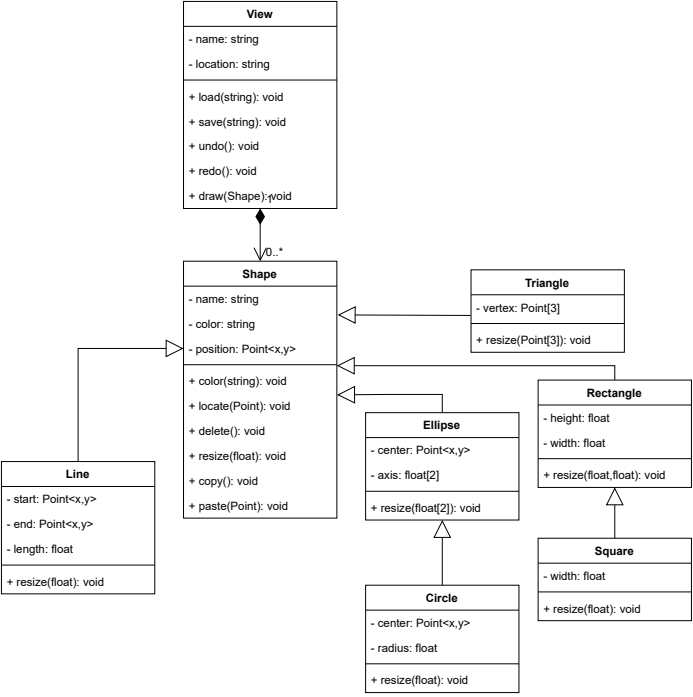 View
- name: string
- location: string
+ load(string): void
+ save(string): void
+ undo(): void
+ redo(): void
+ draw(Shape): void
1
0..*
Shape
- name: string
- color: string
- position: Point<x,y>
+ color(string): void
+ locate(Point): void
+ delete(): void
+ resize(float): void
+ copy(): void
+ paste(Point): void
Triangle
- vertex: Point[3]
+ resize(Point[3]): void
Rectangle
- height: float
- width: float
+ resize(float,float): void
Ellipse
- center: Point<x,y>
- axis: float[2]
+ resize(float[2]): void
Line
- start: Point<x,y>
- end: Point<x,y>
- length: float
+ resize(float): void
Square
- width: float
+ resize(float): void
Circle
- center: Point<x,y>
- radius: float
+ resize(float): void